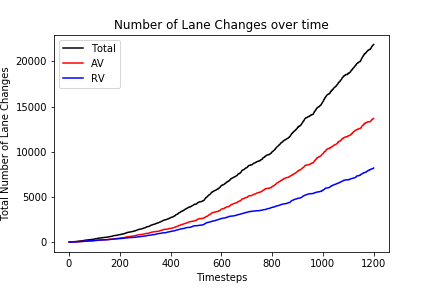 Number of Lane Changes over time
Total Number of Lane Changes
20000
15000
10000
5000
0
Total
AV
RV
0 200 400 600 800 1000 1200
Timesteps